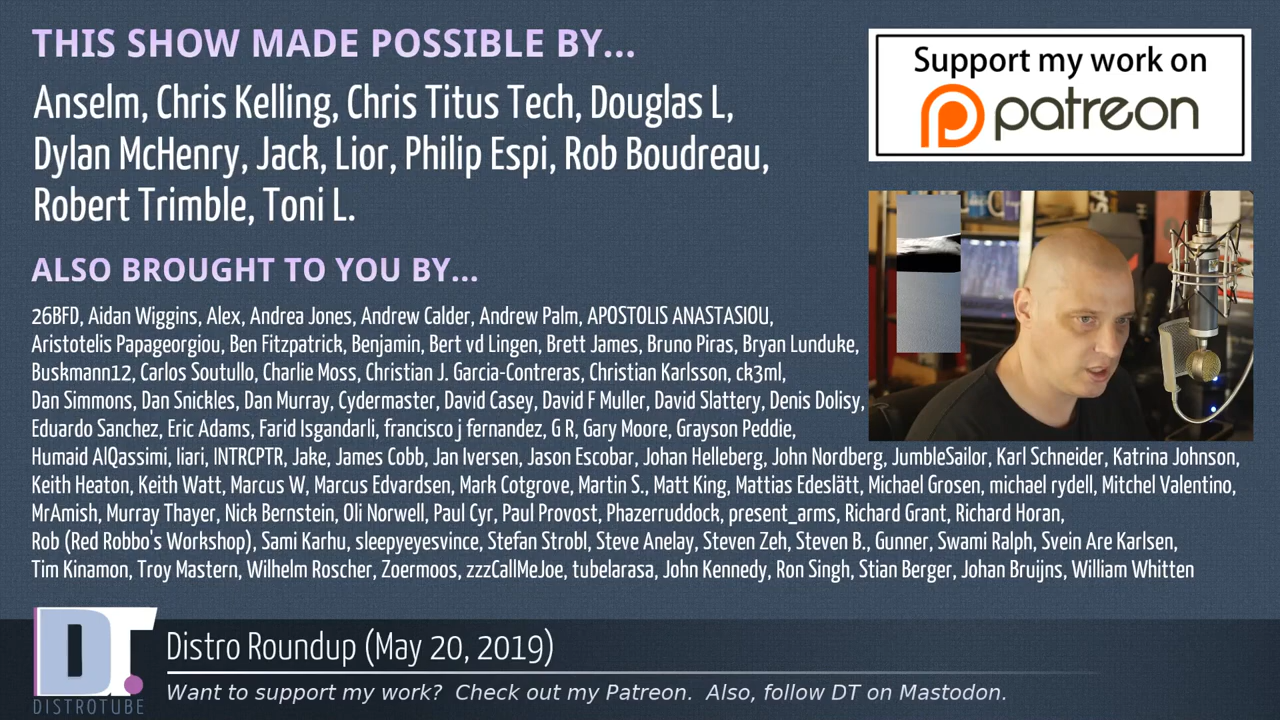 THIS SHOW MADE POSSIBLE BY...
Anselm, Chris Kelling, Chris Titus Tech, Douglas L,
Dylan McHenry, Jack, Lior, Philip Espi, Rob Boudreau,
Robert Trimble, Toni L.
Support my work on
patreon
ALSO BROUGHT TO YOU BY...
26BFD, Aidan Wiggins, Alex, Andrea Jones, Andrew Calder, Andrew Palm, APOSTOLIS ANASTASIOU,
Aristotelis Papageorgiou, Ben Fitzpatrick, Benjamin, Bert vd Lingen, Brett James, Bruno Piras, Bryan Lunduke,
Buskmann12, Carlos Soutullo, Charlie Moss, Christian J. Garcia-Contreras, Christian Karlsson, ck3ml,
Dan Simmons, Dan Snickles, Dan Murray, Cydermaster, David Casey, David F Muller, David Slattery, Denis Dolisy,
Eduardo Sanchez, Eric Adams, Farid Isgandarli, francisco j fernandez, G R, Gary Moore, Grayson Peddie,
Humaid AlQassimi, Iiari, INTRCPTR, Jake, James Cobb, Jan Iversen, Jason Escobar, Johan Helleberg, John Nordberg, JumbleSailor, Karl Schneider, Katrina Johnson,
Keith Heaton, Keith Watt, Marcus W, Marcus Edvardsen, Mark Cotgrove, Martin S., Matt King, Mattias Edeslätt, Michael Grosen, michael rydell, Mitchel Valentino,
MrAmish, Murray Thayer, Nick Bernstein, Oli Norwell, Paul Cyr, Paul Provost, Phazerruddock, present_arms, Richard Grant, Richard Horan,
Rob (Red Robbo's Workshop), Sami Karhu, sleepyeyesvince, Stefan Strobl, Steve Anelay, Steven Zeh, Steven B., Gunner, Swami Ralph, Svein Are Karlsen,
Tim Kinamon, Troy Mastern, Wilhelm Roscher, Zoermoos, zzzCallMeJoe, tubelarasa, John Kennedy, Ron Singh, Stian Berger, Johan Bruijns, William Whitten
DT.
DISTROTUBE
Distro Roundup (May 20, 2019)
Want to support my work? Check out my Patreon. Also, follow DT on Mastodon.